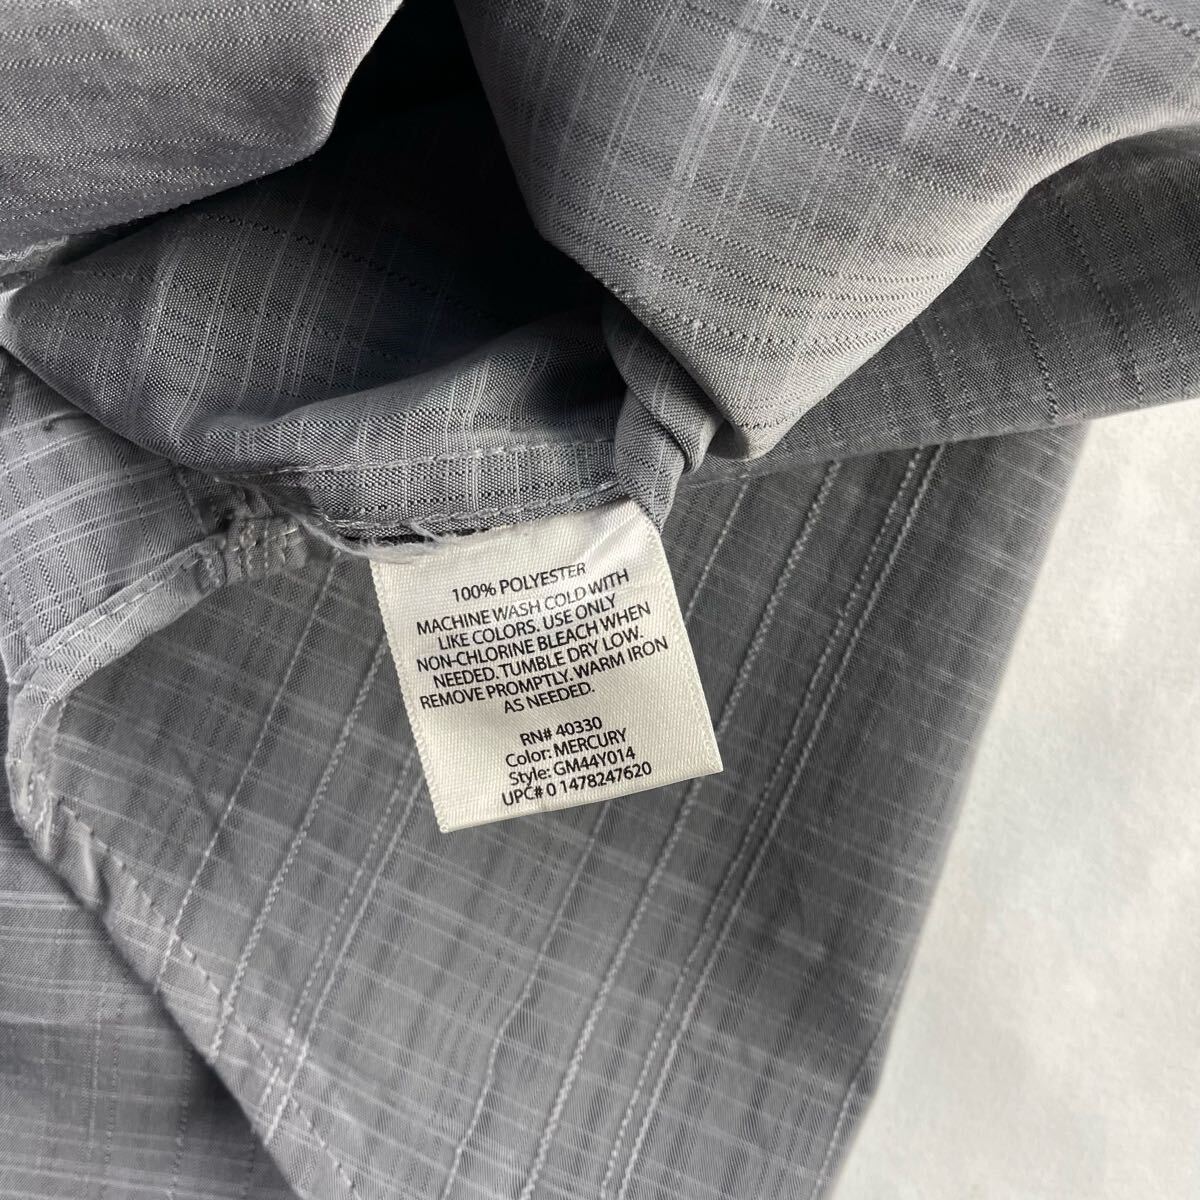 100% POLYESTER
MACHINE WASH COLD WITH
LIKE COLORS. USE ONLY
NON-CHLORINE BLEACH WHEN
NEEDED. TUMBLE DRY LOW.
REMOVE PROMPTLY. WARM IRON
AS NEEDED.
RN# 40330
Color: MERCURY
Style: GM44Y014
UPC# 0 1478247620